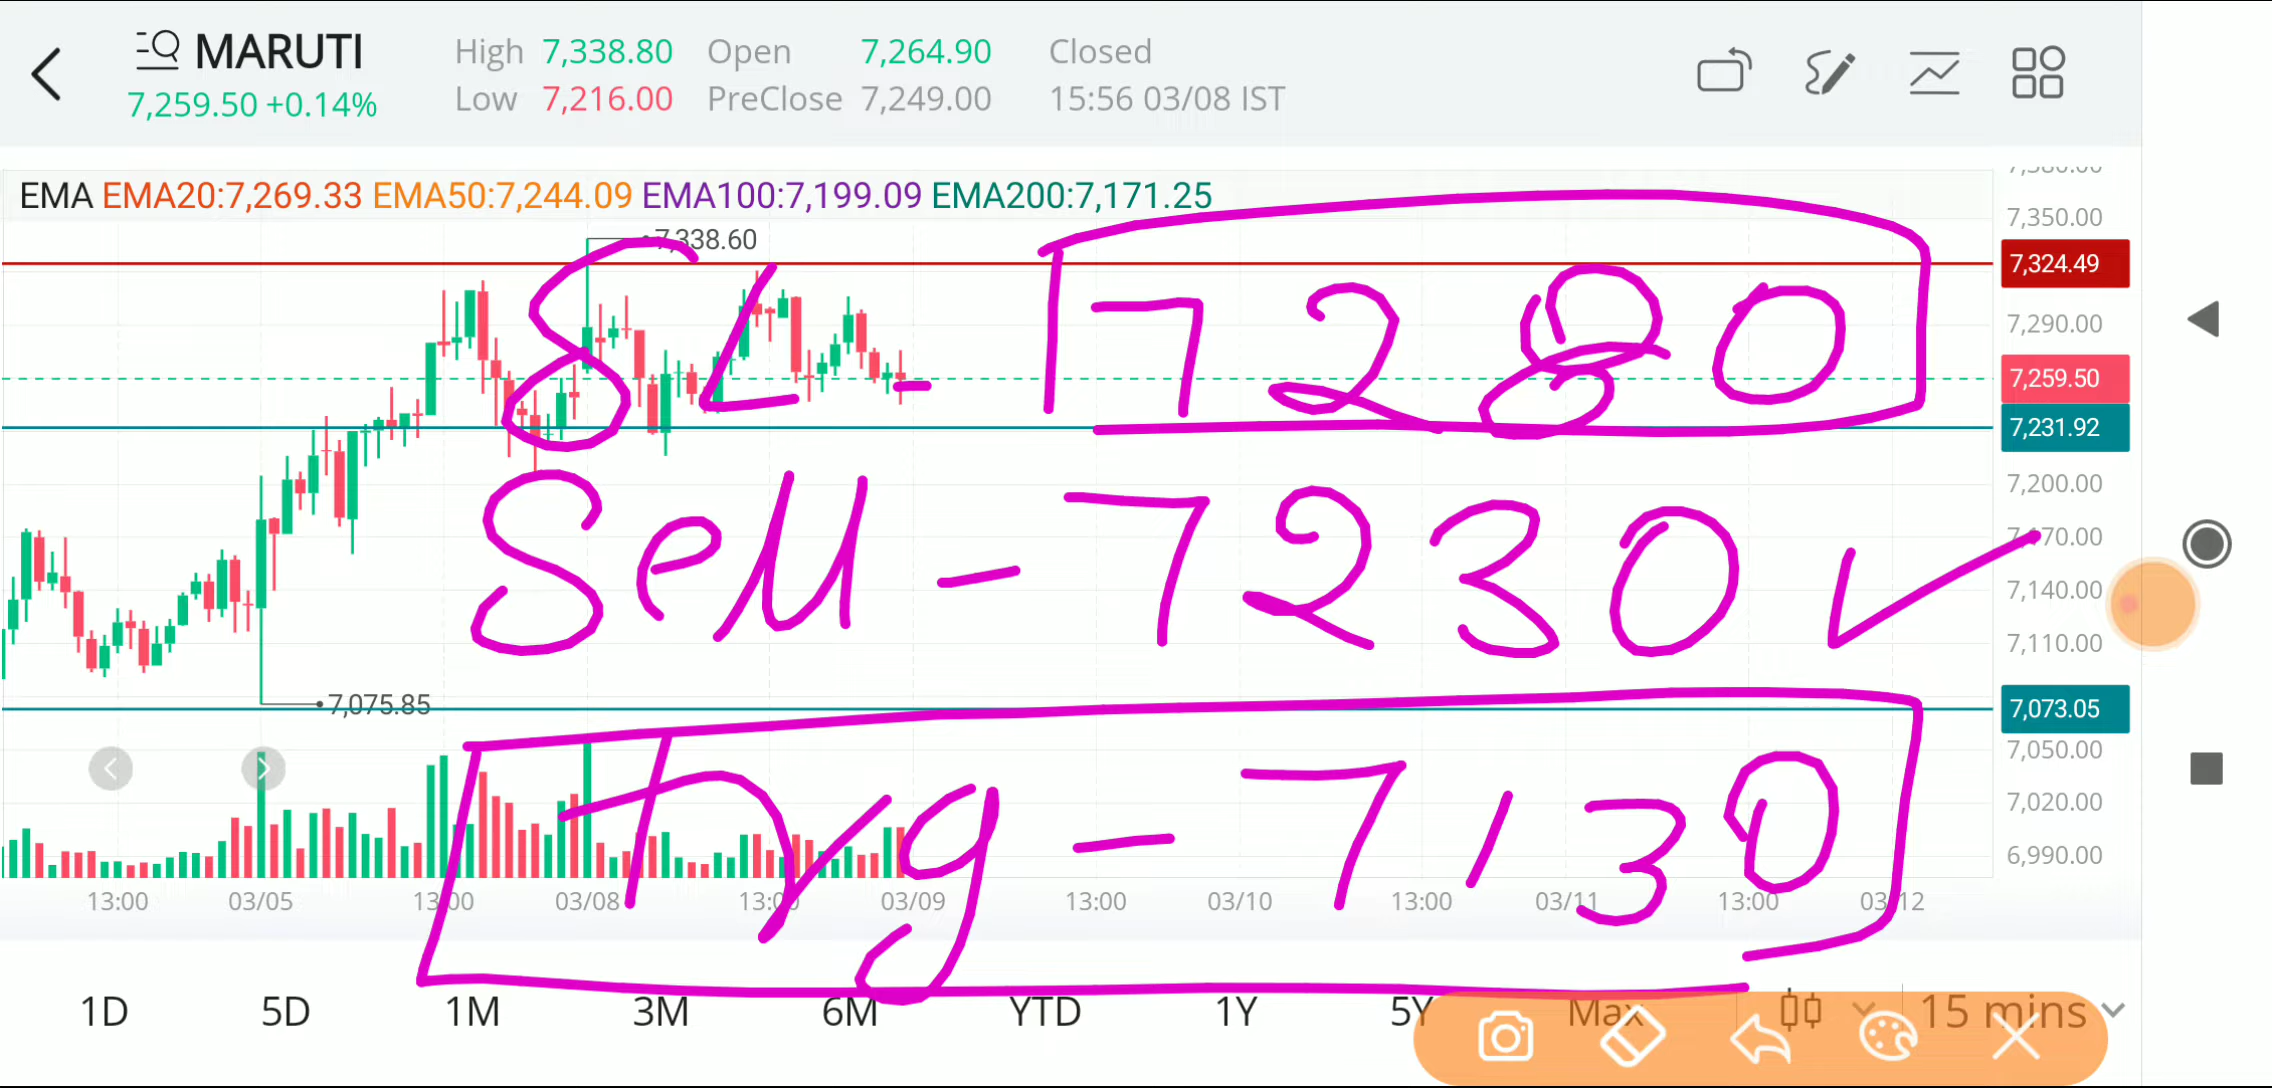 MARUTI
7,259.50 +0.14%
High 7,338.80 Open 7,264.90 Closed
Low 7,216.00 PreClose 7,249.00 15:56 03/08 IST
EMA EMA20:7,269.33 EMA50:7,244.09 EMA100:7,199.09 EMA200:7,171.25
7,380.00
7,350.00
7,338.60
7,324.49
7,290.00
SL 7280
7,259.50
7,231.92
7,200.00
7,170.00
Sell - 7230
7,140.00
7,110.00
7,075.85
7,073.05
7,050.00
7,020.00
Trg - 7130
6,990.00
13:00 03/05 13:00 03/08 13:00 03/09 13:00 03/10 13:00 03/11 13:00 03/12
1D 5D 1M 3M 6M YTD 1Y 5Y Max 15 mins